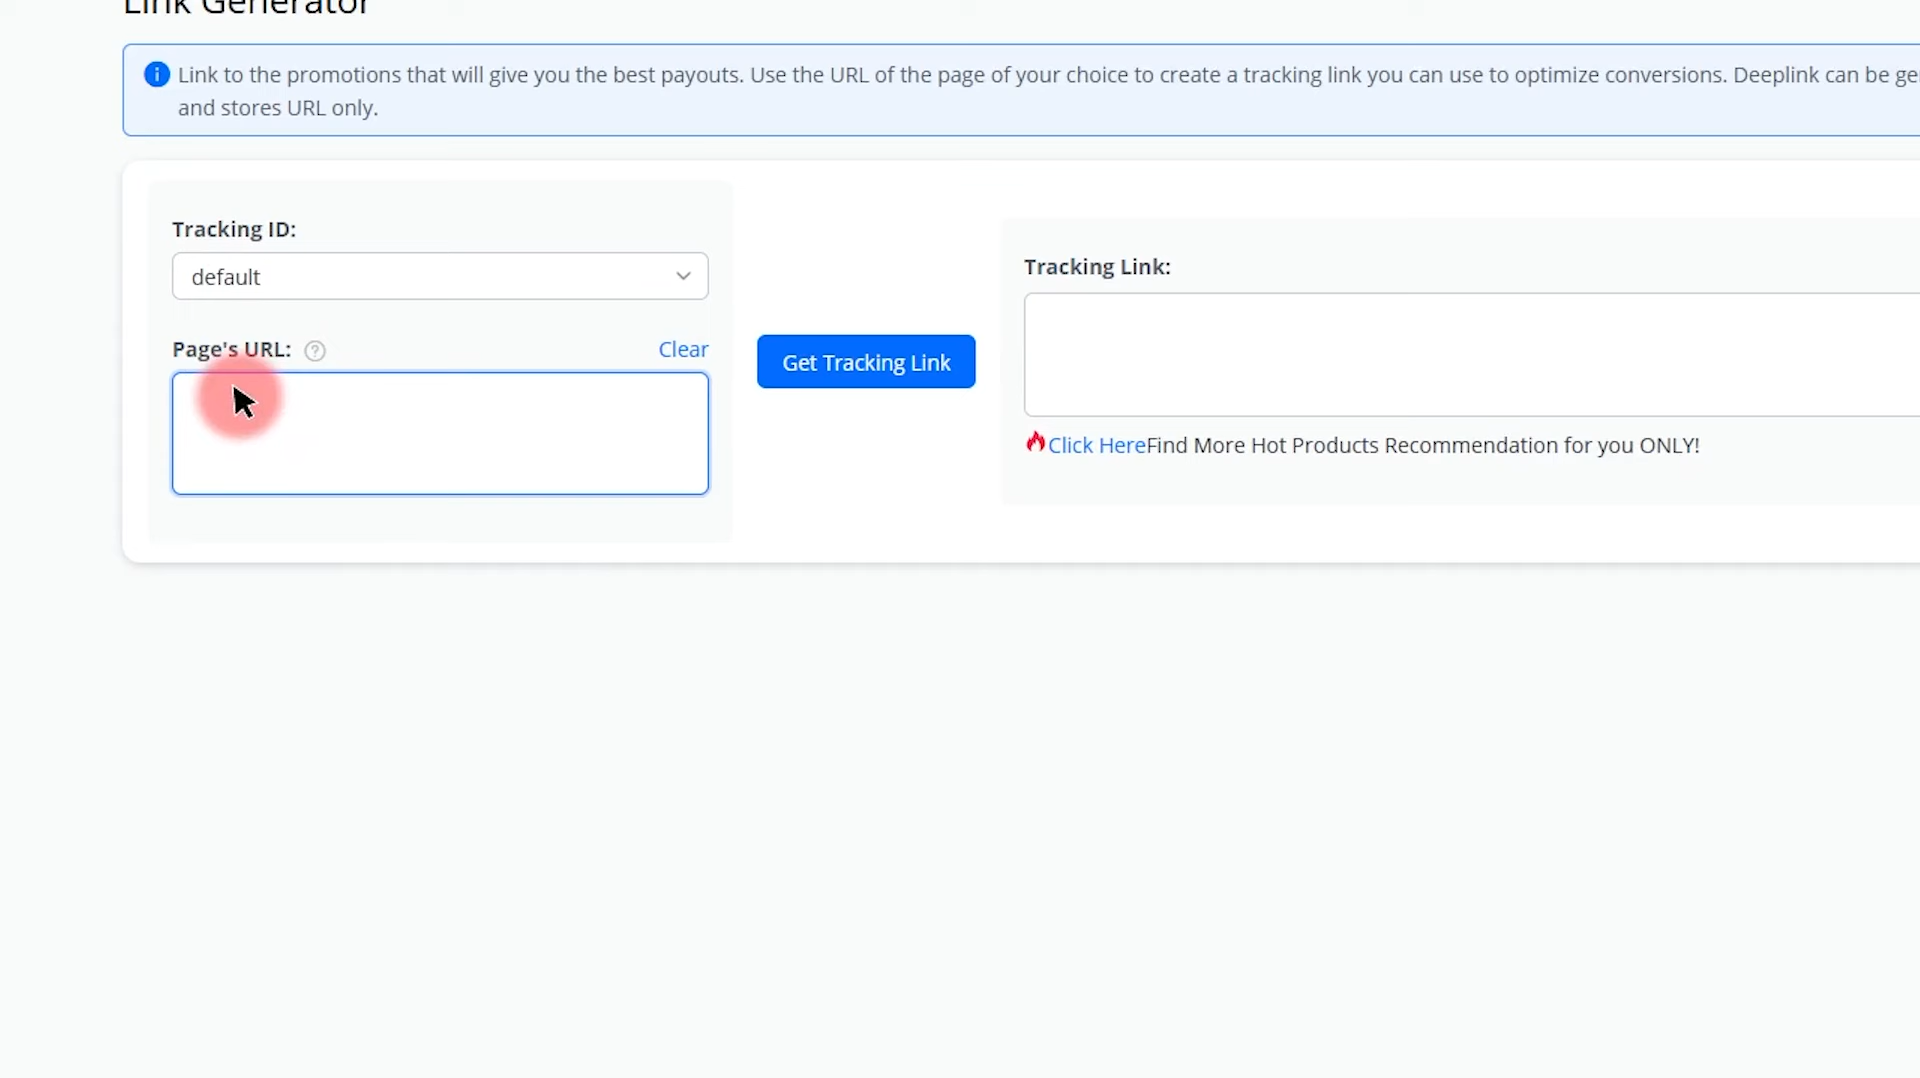 Link Generator
Link to the promotions that will give you the best payouts. Use the URL of the page of your choice to create a tracking link you can use to optimize conversions. Deeplink can be ge
and stores URL only.
Tracking ID:
default
Page's URL:
Clear
Get Tracking Link
Tracking Link:
Click HereFind More Hot Products Recommendation for you ONLY!